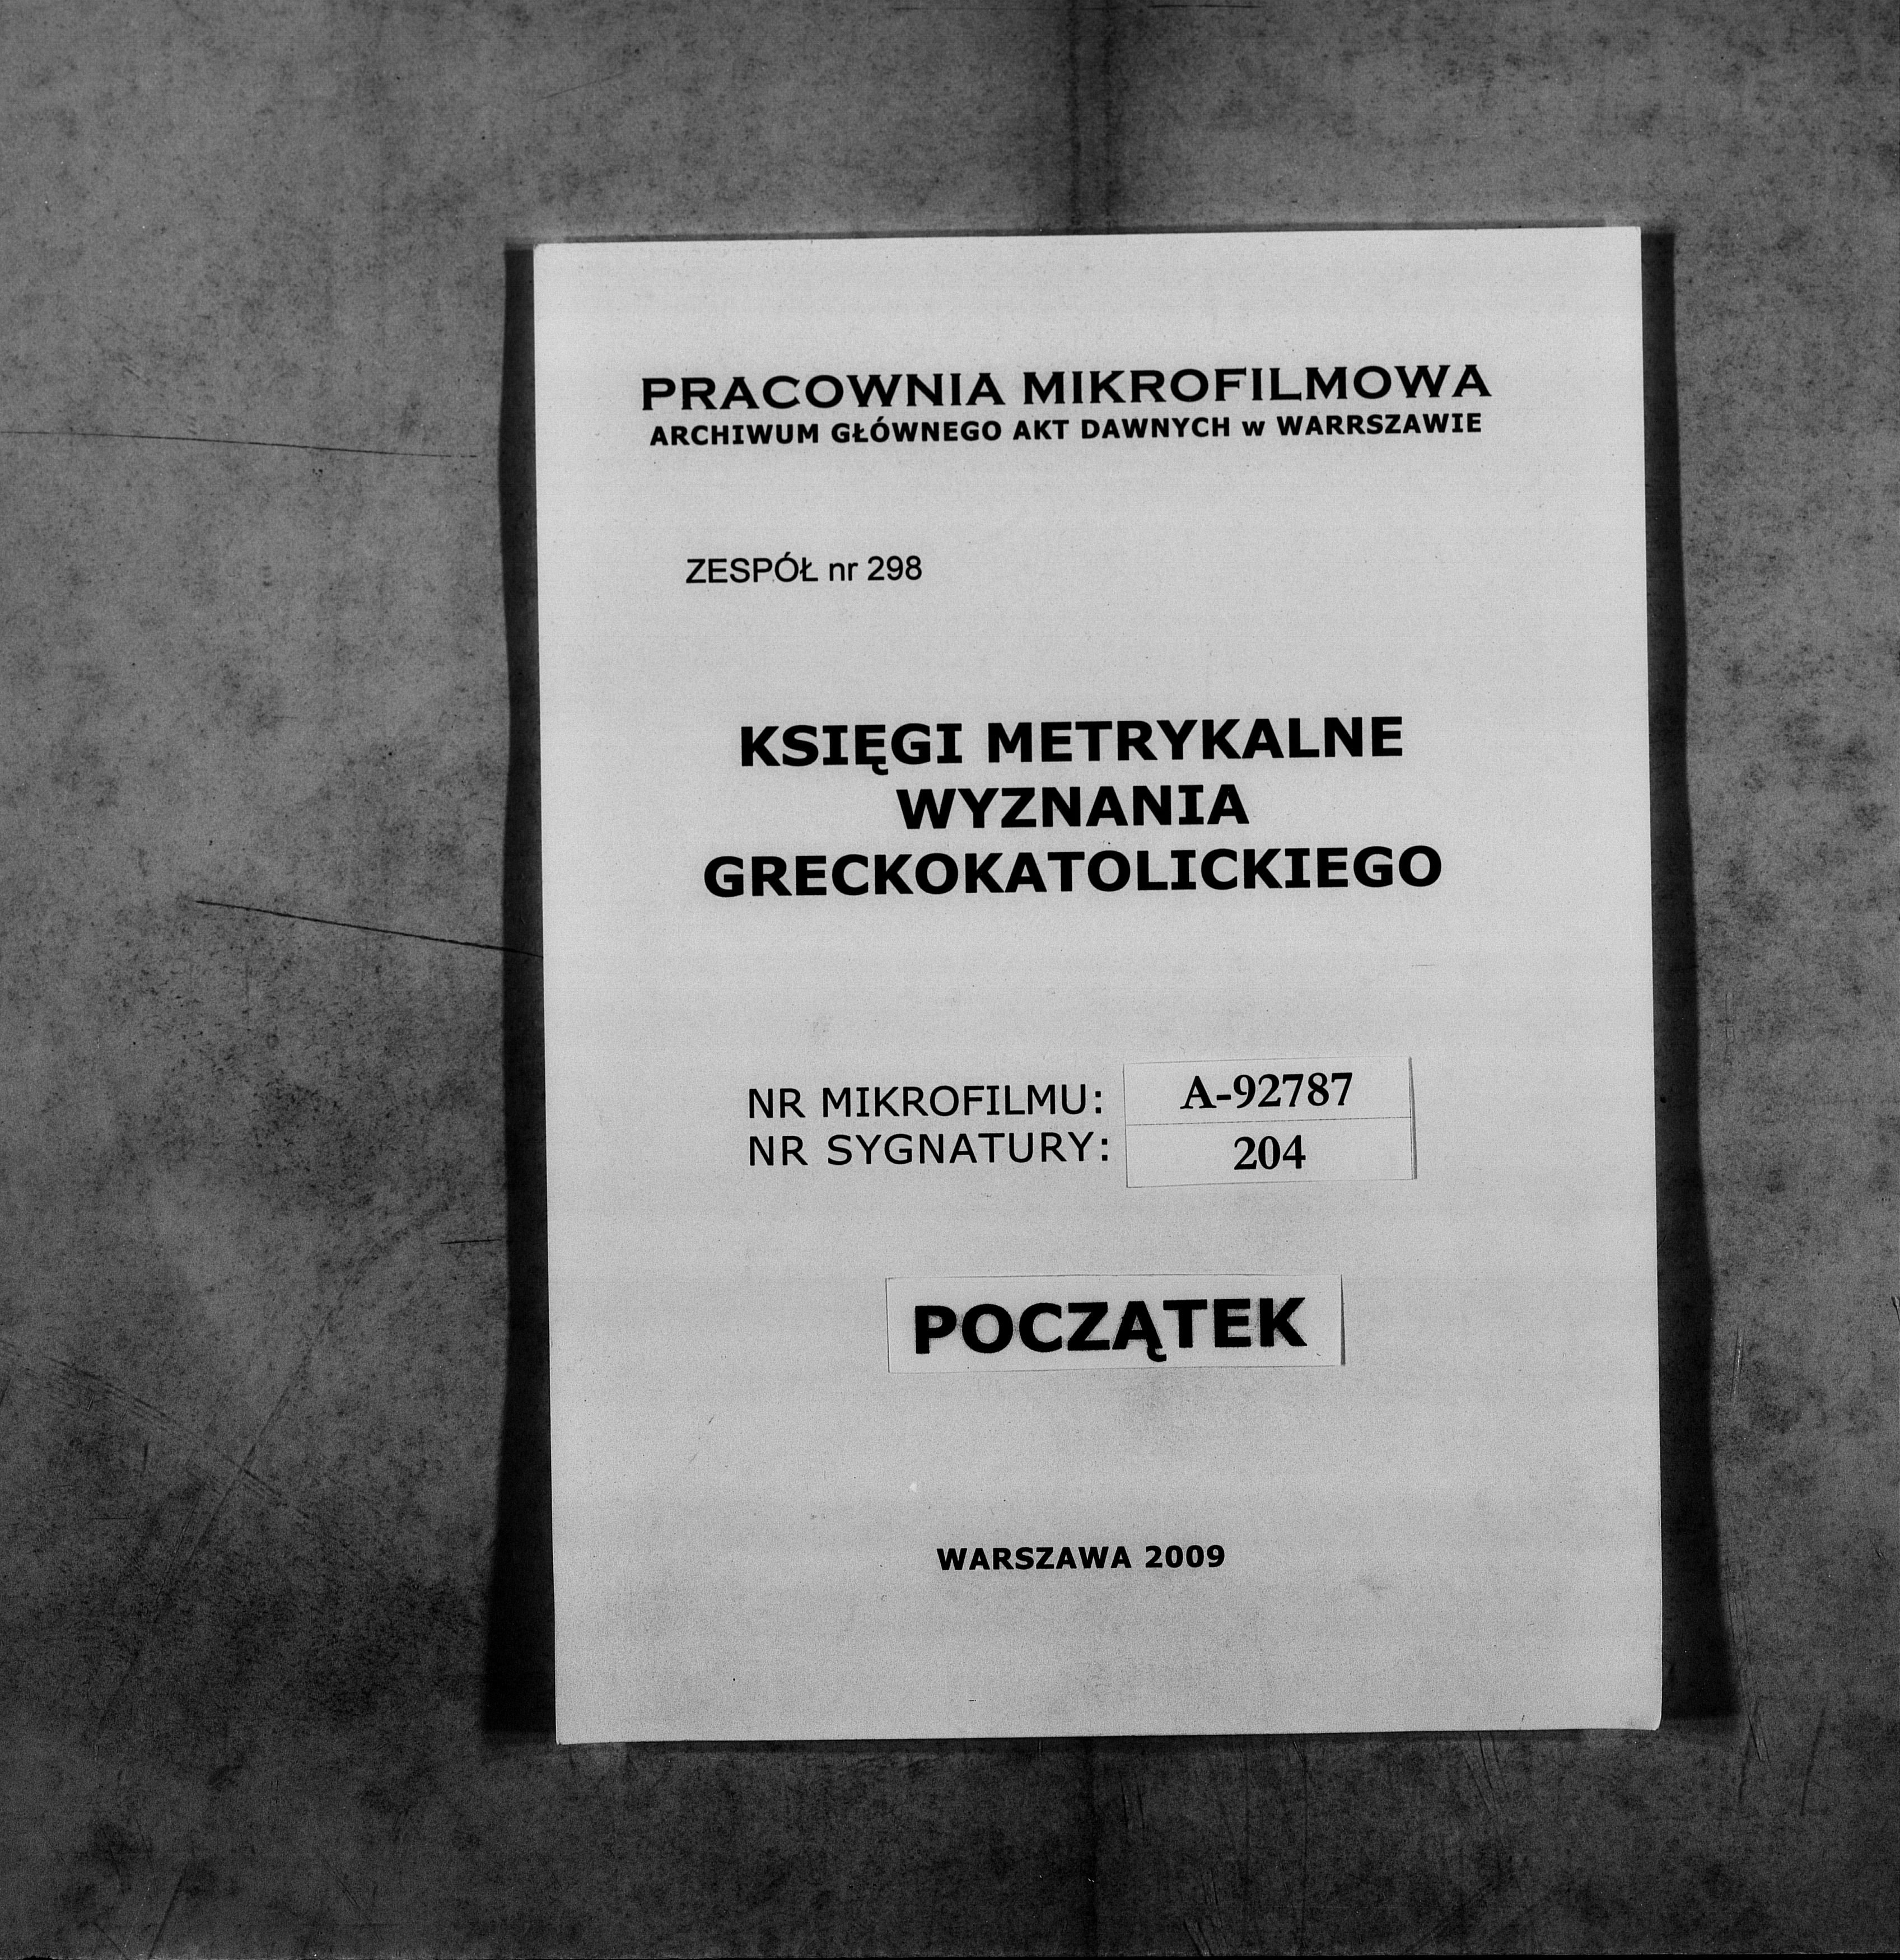 PRACOWNIA MIKROFILMOWA
ARCHIWUM GŁÓWNEGO AKT DAWNYCH w WARRSZAWIE
ZESPÓŁ nr 298
KSIĘGI METRYKALNE
WYZNANIA
GRECKOKATOLICKIEGO
NR MIKROFILMU: A-92787
NR SYGNATURY: 204
POCZĄTEK
WARSZAWA 2009